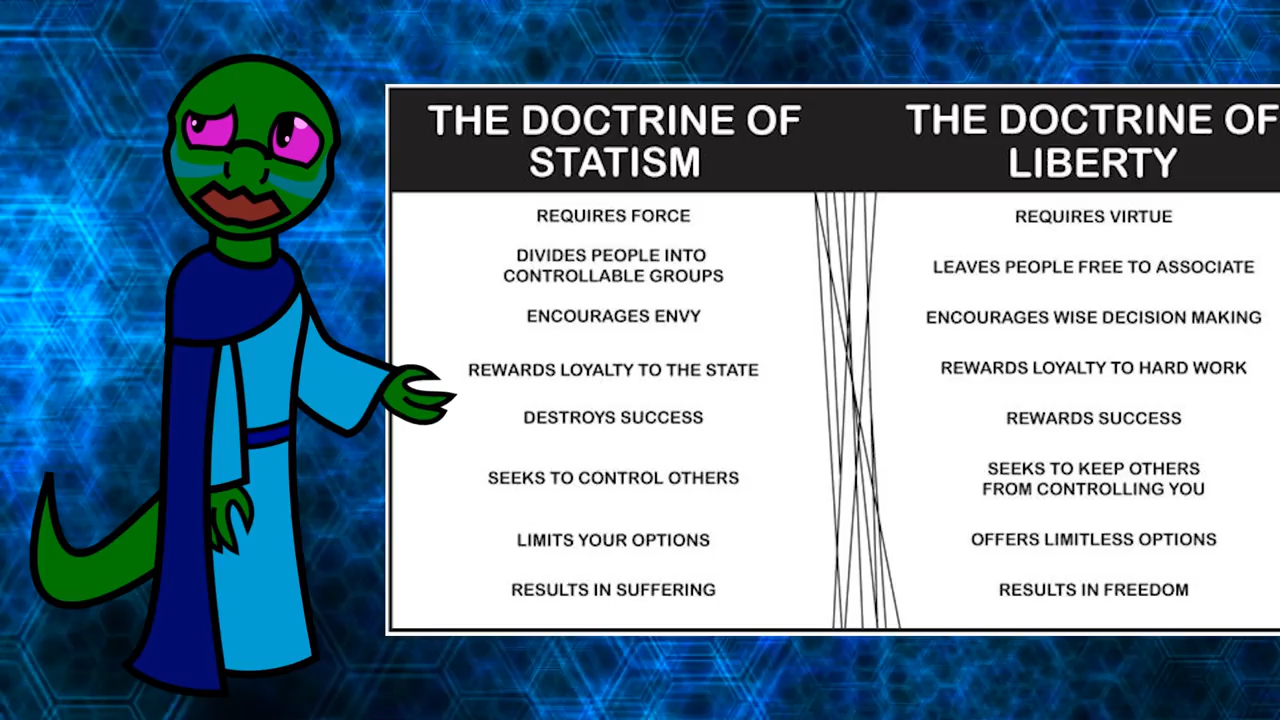 THE DOCTRINE OF
STATISM
REQUIRES FORCE
DIVIDES PEOPLE INTO
CONTROLLABLE GROUPS
ENCOURAGES ENVY
REWARDS LOYALTY TO THE STATE
DESTROYS SUCCESS
SEEKS TO CONTROL OTHERS
LIMITS YOUR OPTIONS
RESULTS IN SUFFERING
THE DOCTRINE OF
LIBERTY
REQUIRES VIRTUE
LEAVES PEOPLE FREE TO ASSOCIATE
ENCOURAGES WISE DECISION MAKING
REWARDS LOYALTY TO HARD WORK
REWARDS SUCCESS
SEEKS TO KEEP OTHERS
FROM CONTROLLING YOU
OFFERS LIMITLESS OPTIONS
RESULTS IN FREEDOM